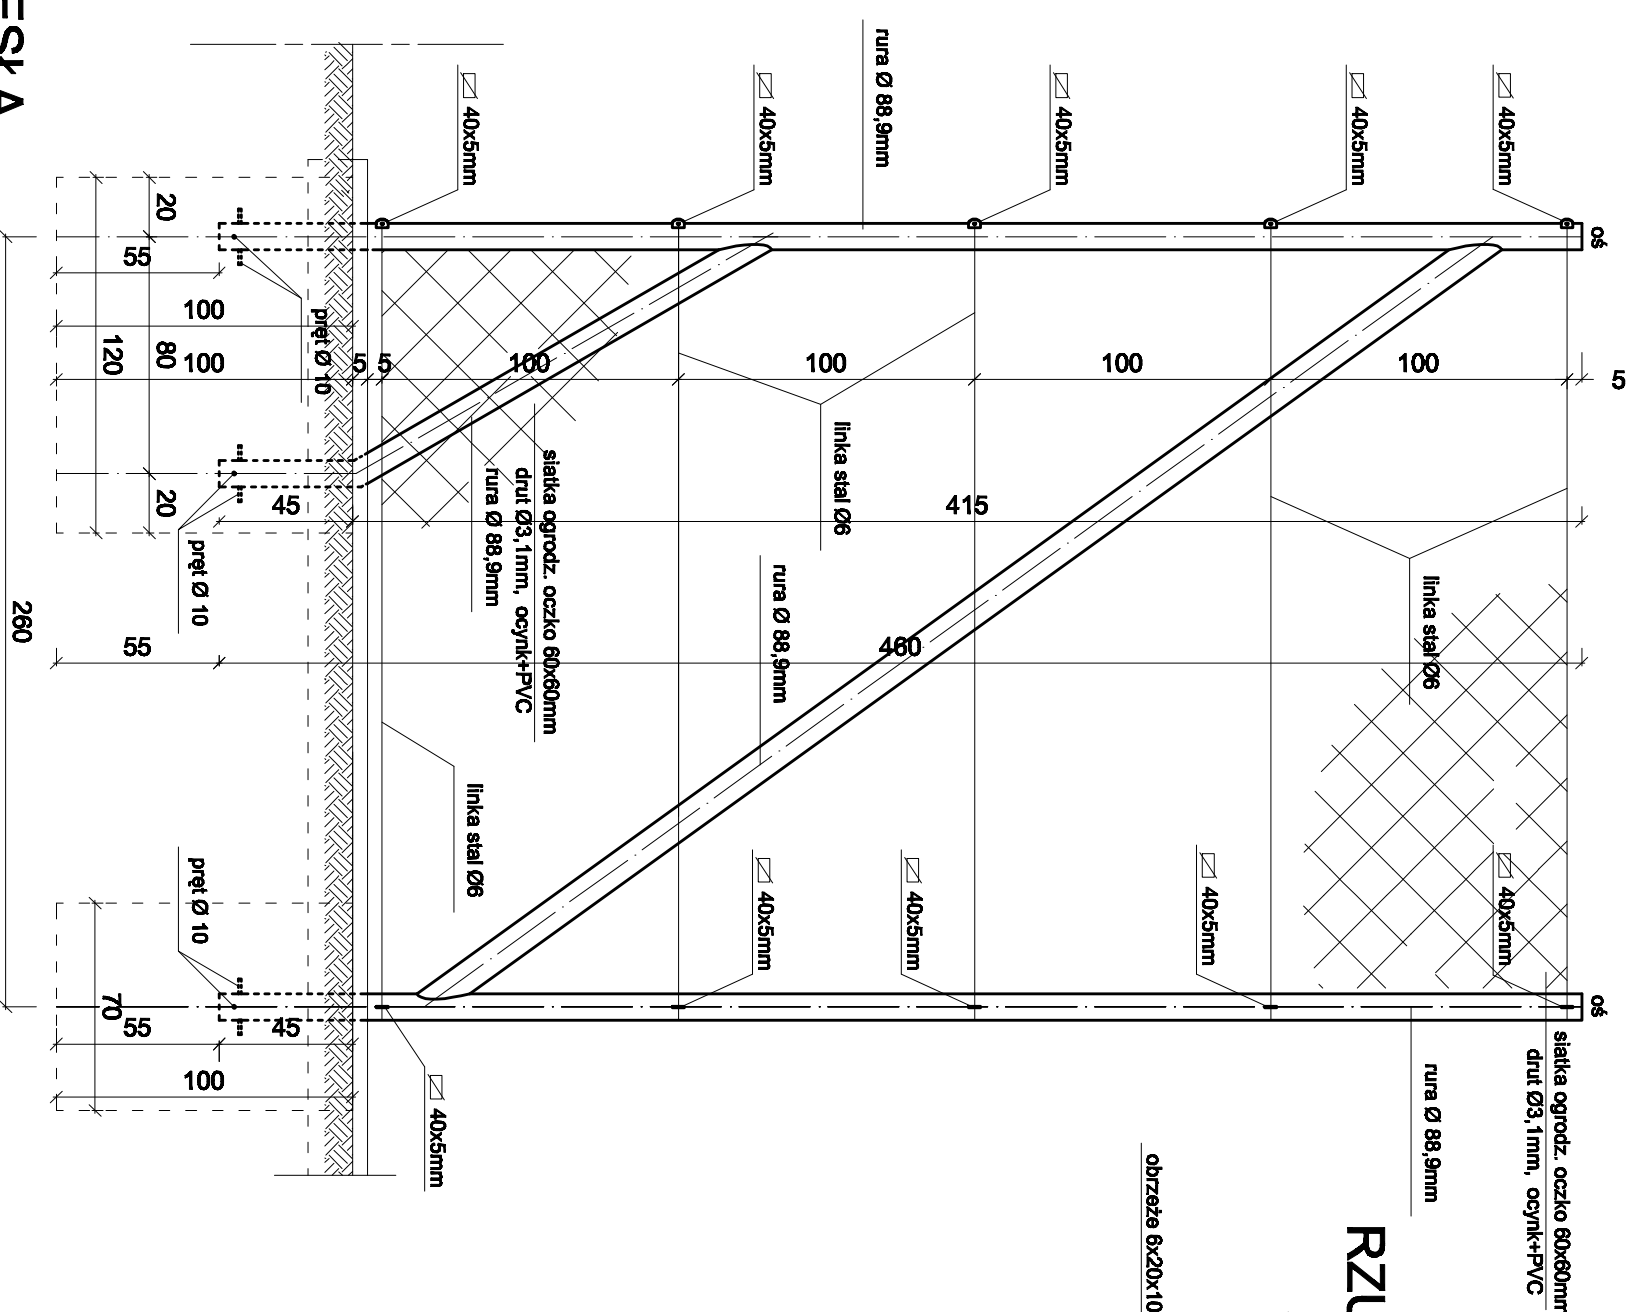 rura Ø 88,9mm
40x5mm
40x5mm
40x5mm
40x5mm
40x5mm
oś
20
55
100
120
80
100
pręt Ø 10
5
5
100
100
100
100
5
linka stal Ø6
siatka ogrodz. oczko 60x60mm
drut Ø3,1mm, ocynk+PVC
rura Ø 88,9mm
20
45
415
pręt Ø 10
linka stal Ø6
rura Ø 88,9mm
260
55
460
linka stal Ø6
pręt Ø 10
40x5mm
40x5mm
40x5mm
40x5mm
oś
70
55
45
100
40x5mm
siatka ogrodz. oczko 60x60mm
drut Ø3,1mm, ocynk+PVC
rura Ø 88,9mm
obrzeże 6x20x10
RZU